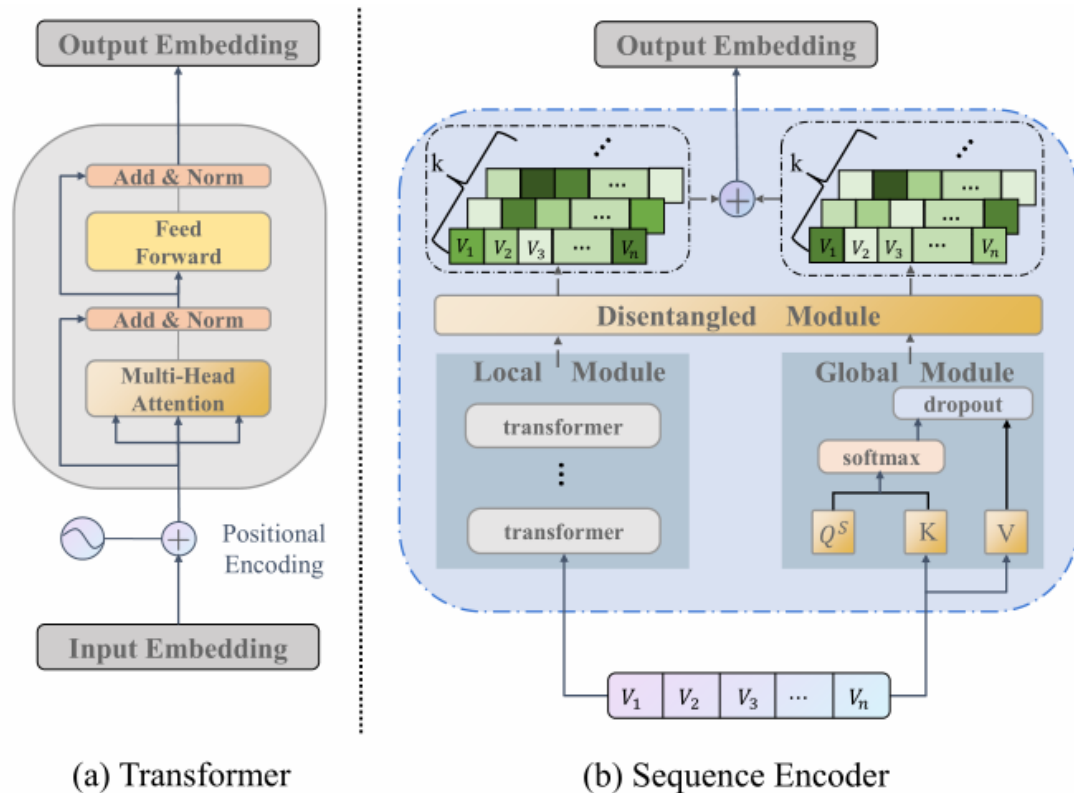 Output Embedding
Add & Norm
Feed
Forward
Add & Norm
Multi-Head
Attention
Positional
Encoding
Input Embedding
(a) Transformer
Output Embedding
k
...
...
...
V₁ V₂ V₃ ... Vₙ
k
...
...
...
V₁ V₂ V₃ ... Vₙ
Disentangled Module
Local Module
transformer
...
transformer
Global Module
dropout
softmax
Qˢ K V
V₁ V₂ V₃ ... Vₙ
(b) Sequence Encoder